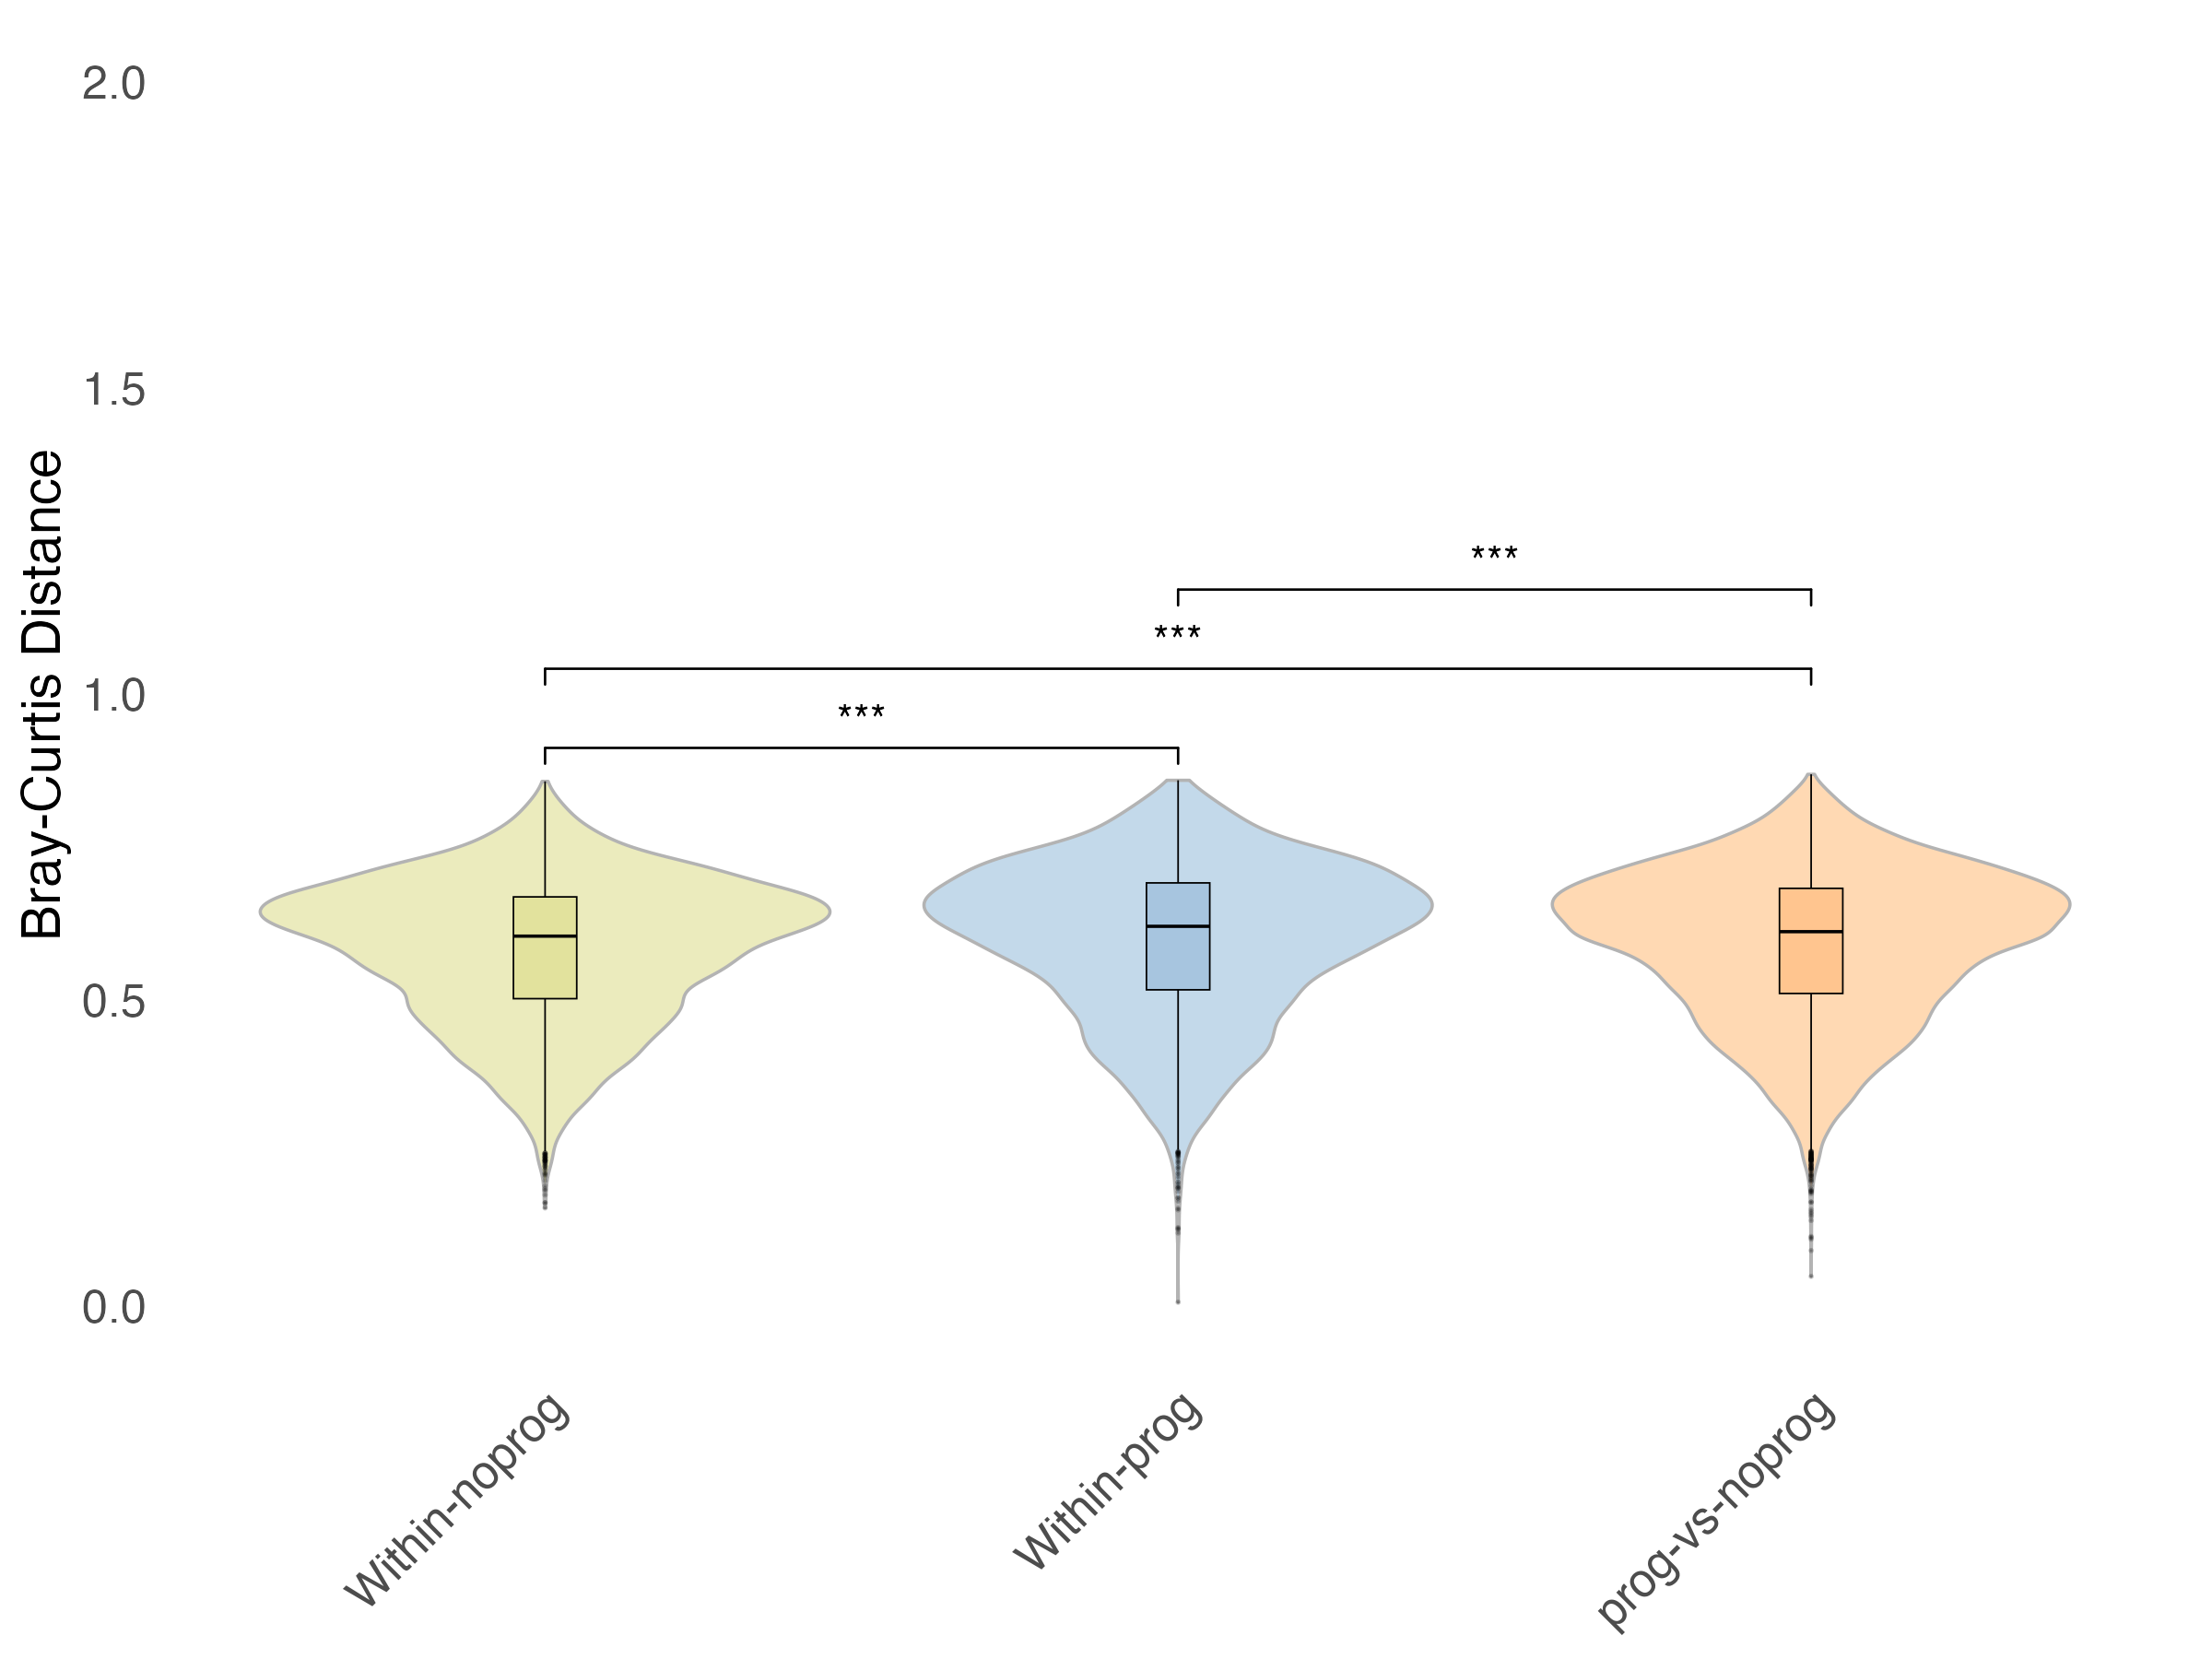 2.0
1.5
1.0
0.5
0.0
Bray-Curtis Distance
***
***
***
Within-noprog
Within-prog
prog-vs-noprog